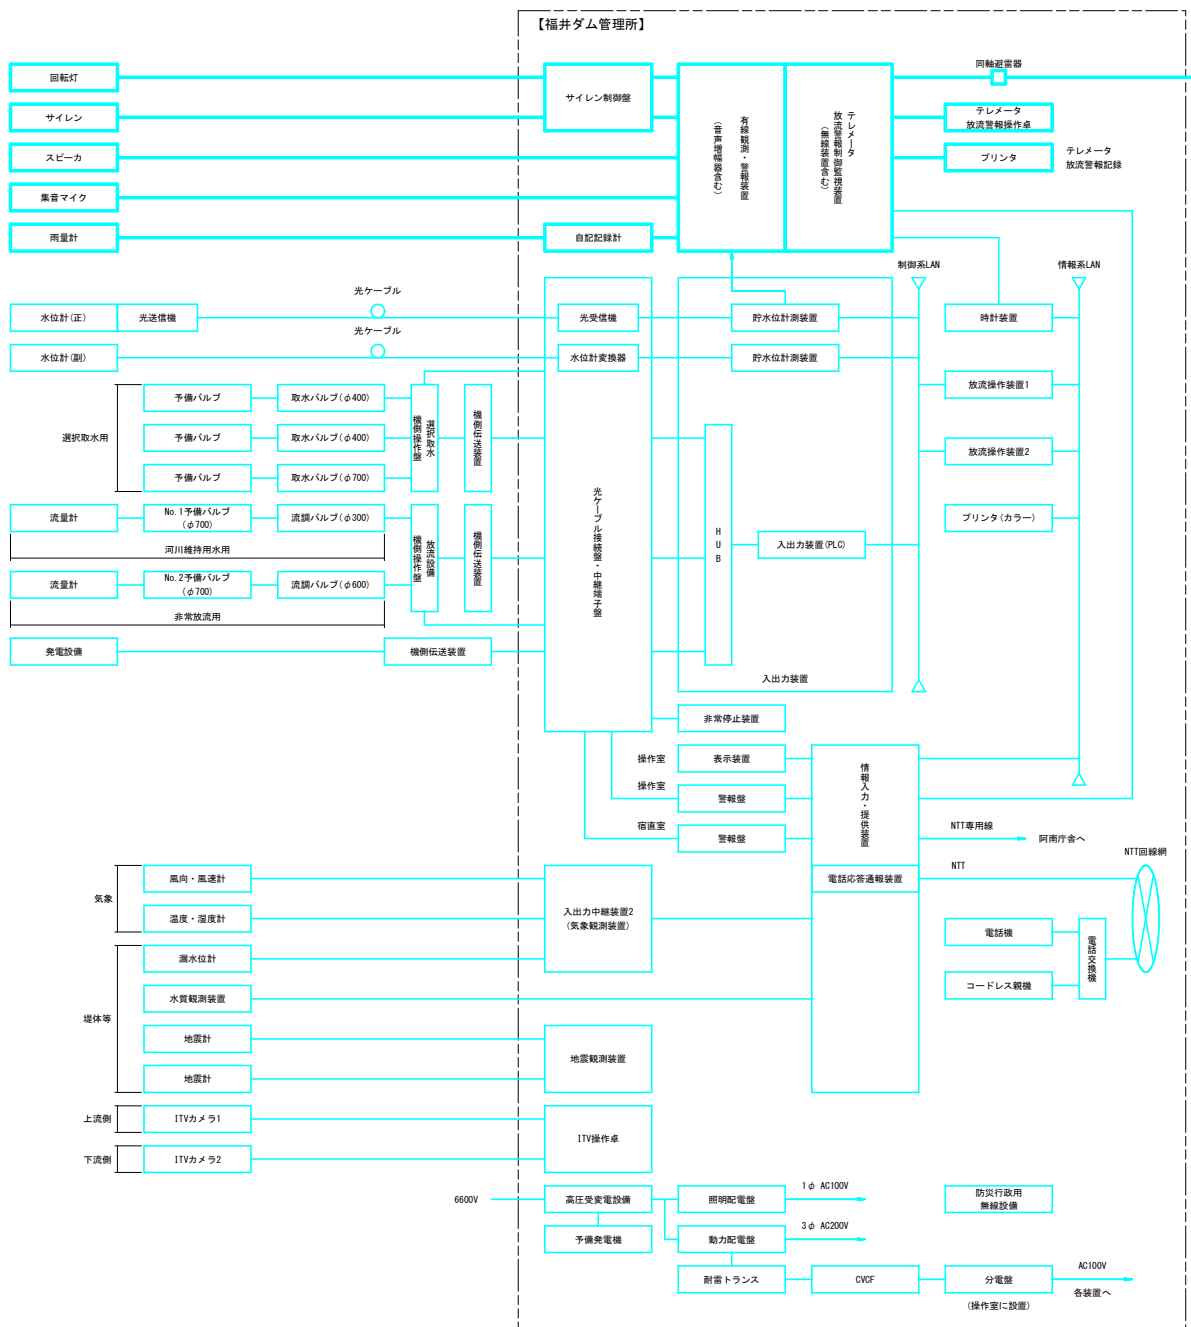 【福井ダム管理所】
回転灯
サイレン
スピーカ
集音マイク
雨量計
サイレン制御盤
自記記録計
有線観測・警報装置
(音声増幅器含む)
テレメータ
放流警報制御監視装置
(無線装置含む)
同軸避雷器
テレメータ
放流警報操作卓
プリンタ
テレメータ
放流警報記録
制御系LAN
情報系LAN
水位計(正)
光送信機
光ケーブル
光受信機
貯水位計測装置
時計装置
水位計(副)
光ケーブル
水位計変換器
貯水位計測装置
選択取水用
予備バルブ
取水バルブ(φ400)
予備バルブ
取水バルブ(φ400)
予備バルブ
取水バルブ(φ700)
選択取水
機側操作盤
機側伝送装置
放流操作装置1
放流操作装置2
プリンタ(カラー)
流量計
No.1予備バルブ
(φ700)
流調バルブ(φ300)
河川維持用水用
流量計
No.2予備バルブ
(φ700)
流調バルブ(φ600)
非常放流用
放流設備
機側操作盤
機側伝送装置
光ケーブル接続盤・中継端子盤
HUB
入出力装置(PLC)
入出力装置
発電設備
機側伝送装置
非常停止装置
操作室
表示装置
操作室
警報盤
宿直室
警報盤
情報入力・提供装置
NTT専用線
阿南庁舎へ
電話応答通報装置
NTT
NTT回線網
気象
風向・風速計
温度・湿度計
入出力中継装置2
(気象観測装置)
電話機
コードレス親機
電話交換機
堤体等
漏水位計
水質観測装置
地震計
地震計
地震観測装置
上流側
ITVカメラ1
下流側
ITVカメラ2
ITV操作卓
6600V
高圧受変電設備
照明配電盤
1φ AC100V
防災行政用
無線設備
予備発電機
動力配電盤
3φ AC200V
耐雷トランス
CVCF
分電盤
(操作室に設置)
AC100V
各装置へ